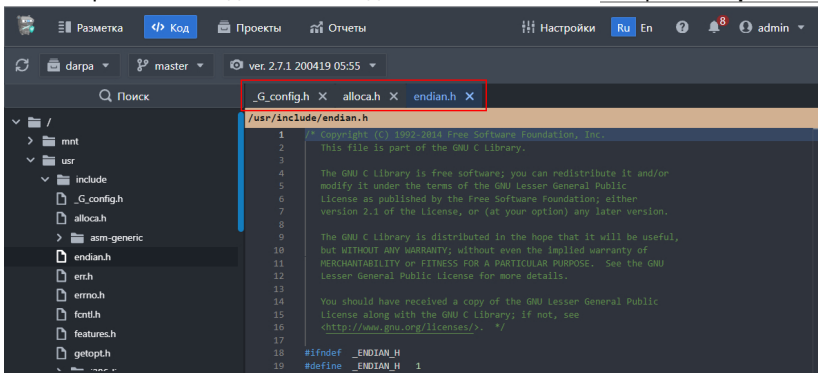 Разметка Код Проекты Отчеты Настройки Ru En 8 admin
darpa master ver. 2.7.1 200419 05:55
Поиск _G_config.h alloca.h endian.h
/ /usr/include/endian.h
1 /* Copyright (C) 1992-2014 Free Software Foundation, Inc.
mnt 2 This file is part of the GNU C Library.
usr 3
include 4 The GNU C Library is free software; you can redistribute it and/or
5 modify it under the terms of the GNU Lesser General Public
_G_config.h 6 License as published by the Free Software Foundation; either
alloca.h 7 version 2.1 of the License, or (at your option) any later version.
8
asm-generic 9 The GNU C Library is distributed in the hope that it will be useful,
endian.h 10 but WITHOUT ANY WARRANTY; without even the implied warranty of
11 MERCHANTABILITY or FITNESS FOR A PARTICULAR PURPOSE. See the GNU
err.h 12 Lesser General Public License for more details.
errno.h 13
fcntl.h 14 You should have received a copy of the GNU Lesser General Public
15 License along with the GNU C Library; if not, see
features.h 16 <http://www.gnu.org/licenses/>. */
17
getopt.h 18 #ifndef _ENDIAN_H
19 #define _ENDIAN_H 1